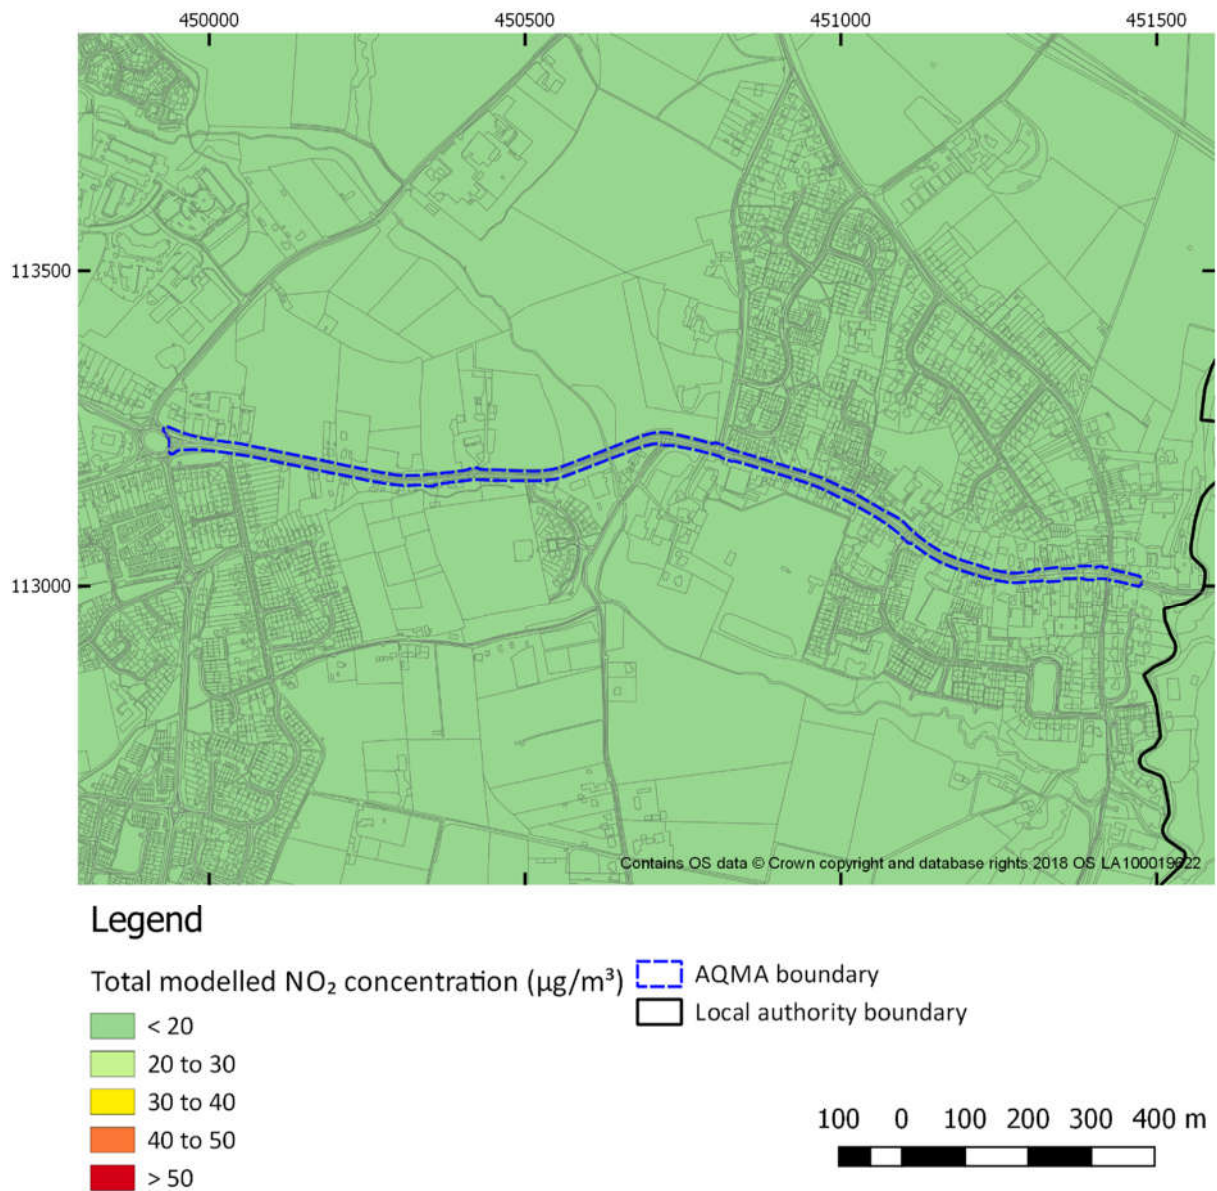 450000 450500 451000 451500
113500
113000
Contains OS data © Crown copyright and database rights 2018 OS LA100019622
Legend
Total modelled NO₂ concentration (µg/m³)
< 20
20 to 30
30 to 40
40 to 50
> 50
AQMA boundary
Local authority boundary
100 0 100 200 300 400 m